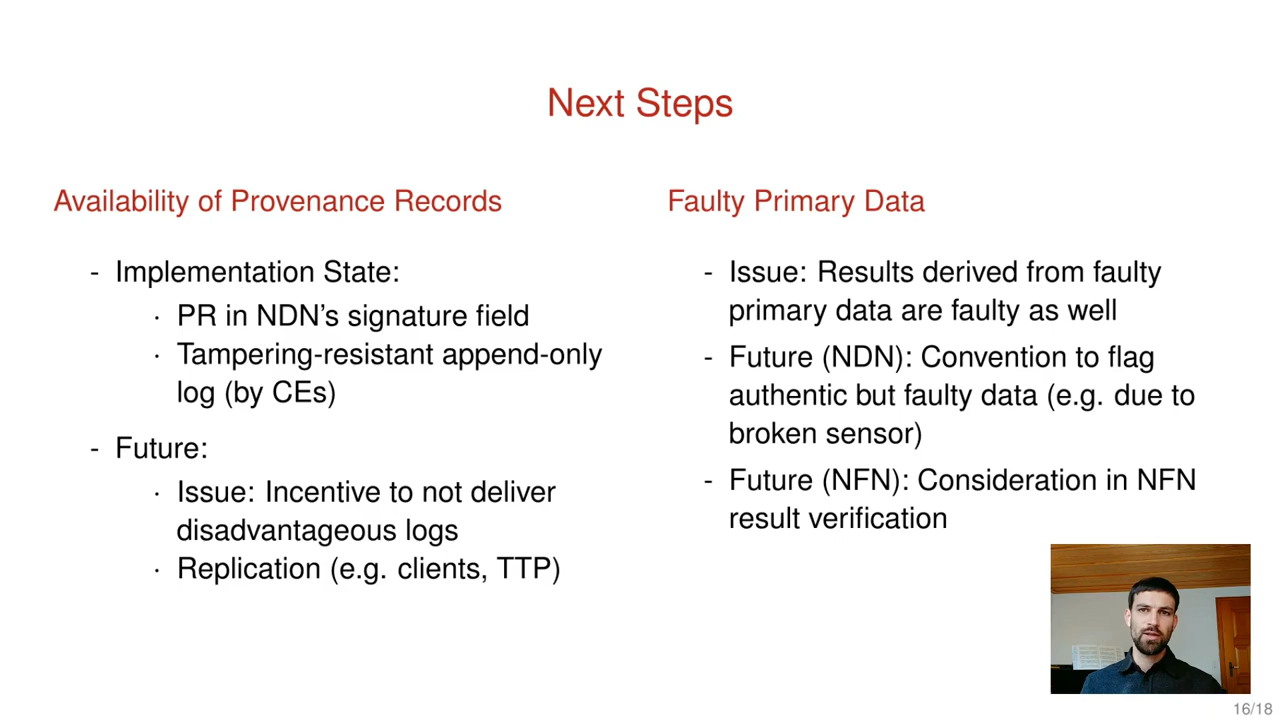 Next Steps
Availability of Provenance Records
- Implementation State:
· PR in NDN's signature field
· Tampering-resistant append-only
log (by CEs)
- Future:
· Issue: Incentive to not deliver
disadvantageous logs
· Replication (e.g. clients, TTP)
Faulty Primary Data
- Issue: Results derived from faulty
primary data are faulty as well
- Future (NDN): Convention to flag
authentic but faulty data (e.g. due to
broken sensor)
- Future (NFN): Consideration in NFN
result verification
16/18